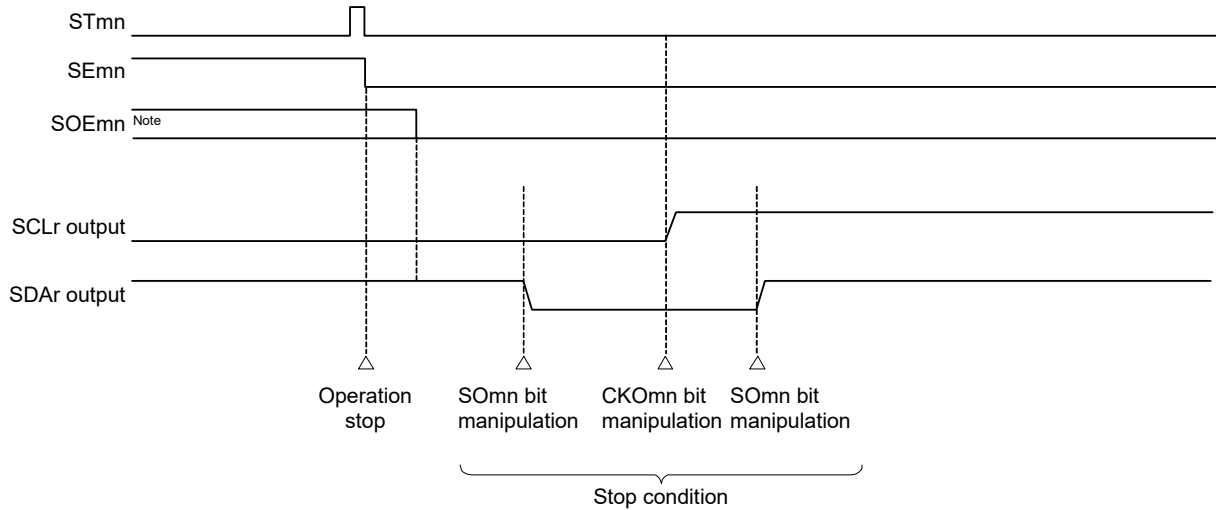 STmn
SEmn
SOEmn Note
SCLr output
SDAr output
Operation
stop
SOmn bit
manipulation
CKOmn bit
manipulation
SOmn bit
manipulation
Stop condition